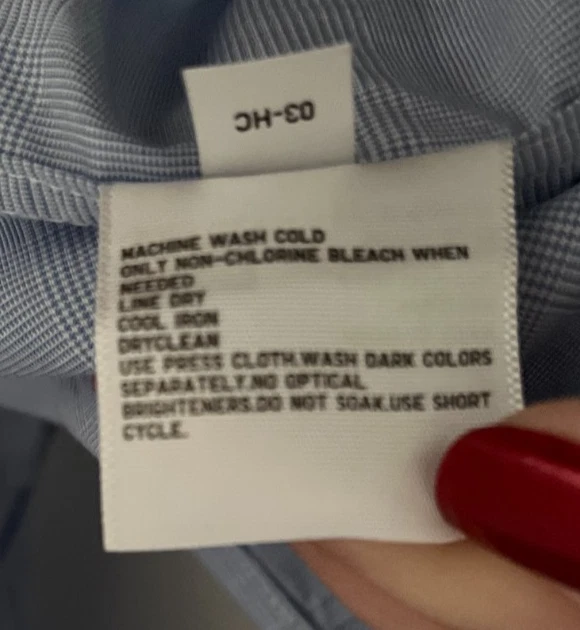 03-HC
MACHINE WASH COLD
ONLY NON-CHLORINE BLEACH WHEN
NEEDED
LINE DRY
COOL IRON
DRYCLEAN
USE PRESS CLOTH.WASH DARK COLORS
SEPARATELY.NO OPTICAL
BRIGHTENERS.DO NOT SOAK.USE SHORT
CYCLE.